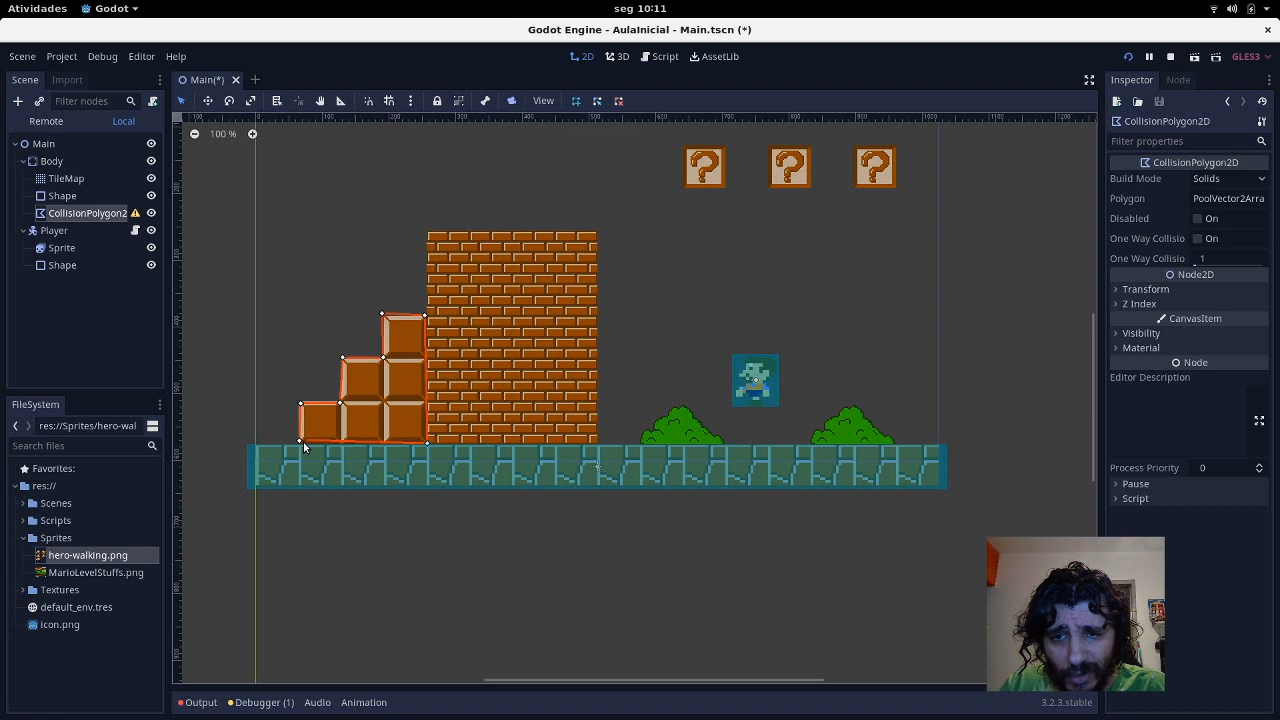 Atividades
Godot
seg 10:11
Godot Engine - AulaInicial - Main.tscn (*)
Scene Project Debug Editor Help
2D 3D Script AssetLib
GLES3
Scene Import
Main(*)
Inspector Node
Filter nodes
View
Remote Local
CollisionPolygon2D
100 %
Filter properties
Main
Body
TileMap
Shape
CollisionPolygon2
Player
Sprite
Shape
CollisionPolygon2D
Build Mode Solids
Polygon PoolVector2Arra
Disabled On
One Way Collisio On
One Way Collisio 1
Node2D
Transform
Z Index
CanvasItem
Visibility
Material
Node
Editor Description
Process Priority 0
Pause
Script
FileSystem
res://Sprites/hero-wal
Search files
Favorites:
res://
Scenes
Scripts
Sprites
hero-walking.png
MarioLevelStuffs.png
Textures
default_env.tres
icon.png
Output Debugger (1) Audio Animation
3.2.3.stable